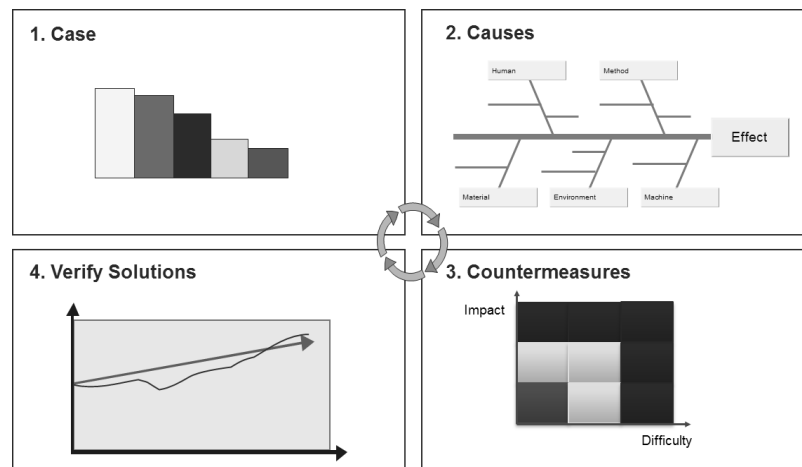 1. Case
2. Causes
Human
Method
Effect
Material
Environment
Machine
4. Verify Solutions
3. Countermeasures
Impact
Difficulty